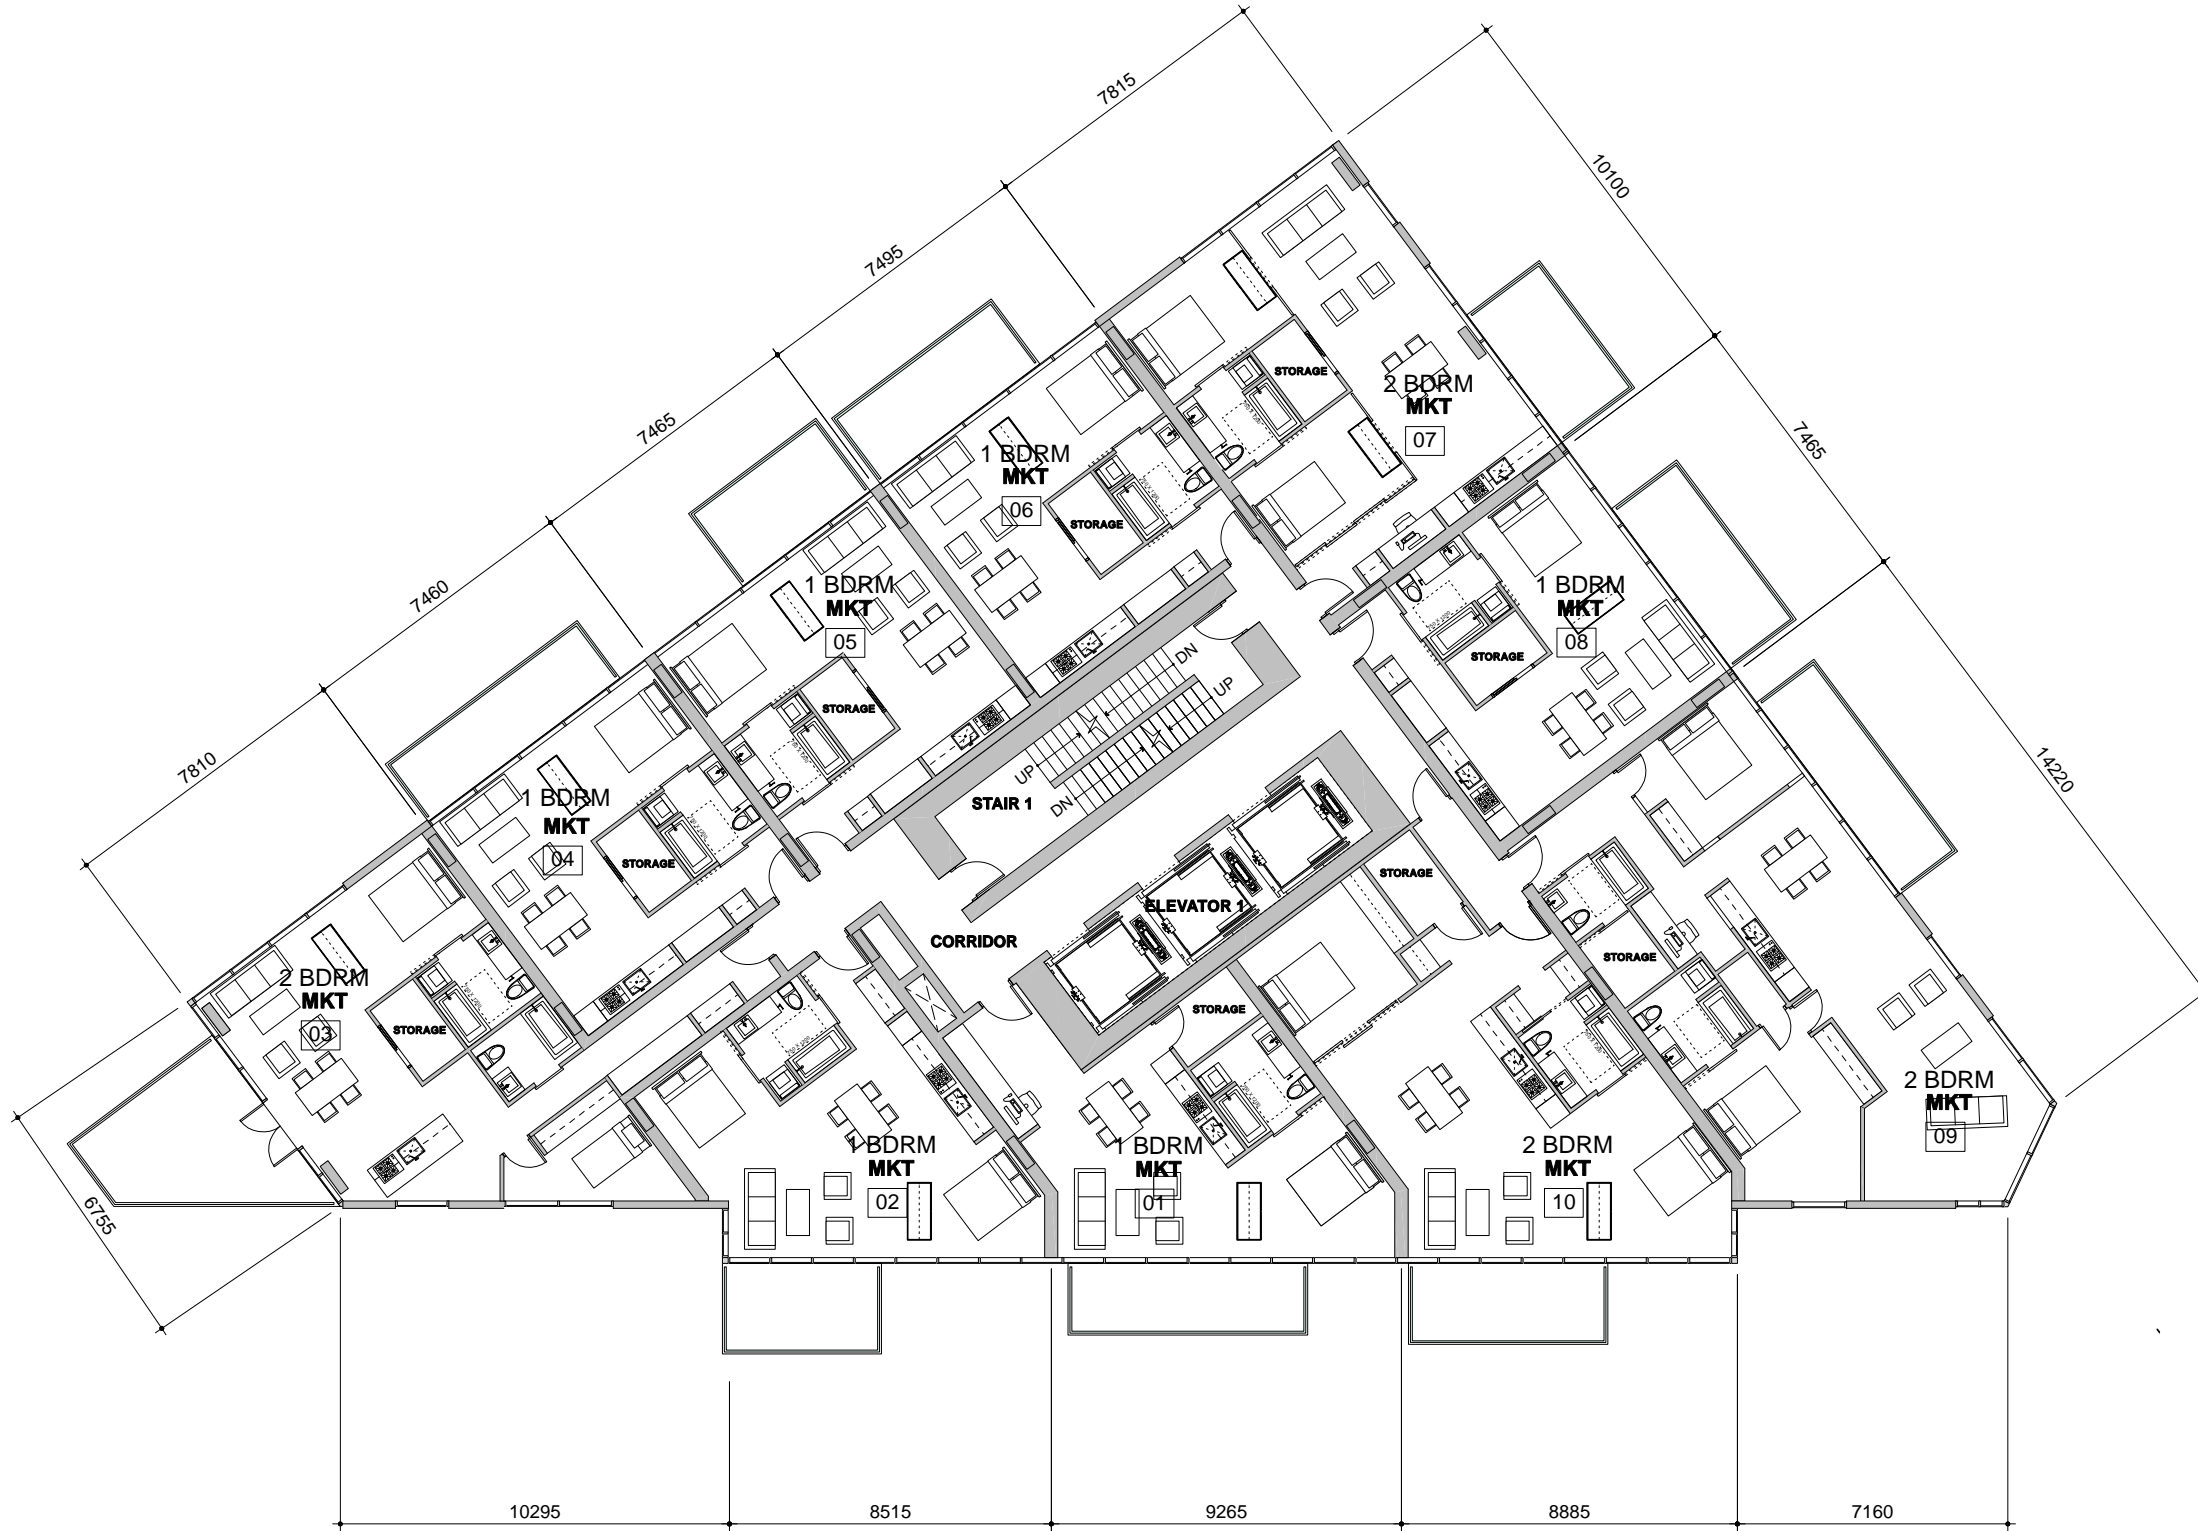 7815
10100
7495
7465
7465
7460
7810
14220
6755
STORAGE
2 BDRM
MKT
07
1 BDRM
MKT
06
STORAGE
1 BDRM
MKT
05
STORAGE
1 BDRM
MKT
08
STORAGE
DN
UP
UP
DN
STAIR 1
1 BDRM
MKT
04
STORAGE
STORAGE
ELEVATOR 1
CORRIDOR
2 BDRM
MKT
03
STORAGE
STORAGE
STORAGE
2 BDRM
MKT
09
1 BDRM
MKT
02
1 BDRM
MKT
01
2 BDRM
MKT
10
10295
8515
9265
8885
7160